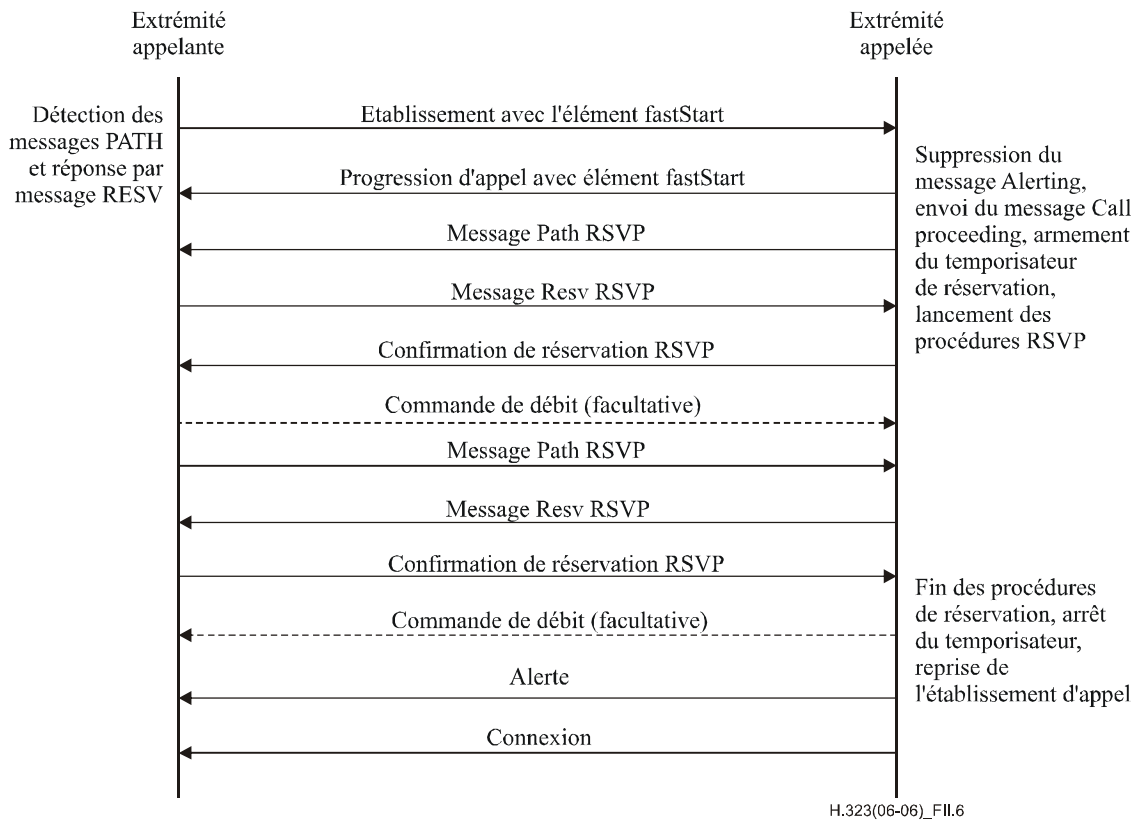 Extrémité
appelante
Extrémité
appelée
Détection des
messages PATH
et réponse par
message RESV
Etablissement avec l'élément fastStart
Progression d'appel avec élément fastStart
Message Path RSVP
Message Resv RSVP
Confirmation de réservation RSVP
Commande de débit (facultative)
Message Path RSVP
Message Resv RSVP
Confirmation de réservation RSVP
Commande de débit (facultative)
Alerte
Connexion
Suppression du
message Alerting,
envoi du message Call
proceeding, armement
du temporisateur
de réservation,
lancement des
procédures RSVP
Fin des procédures
de réservation, arrêt
du temporisateur,
reprise de
l'établissement d'appel
H.323(06-06)_FII.6